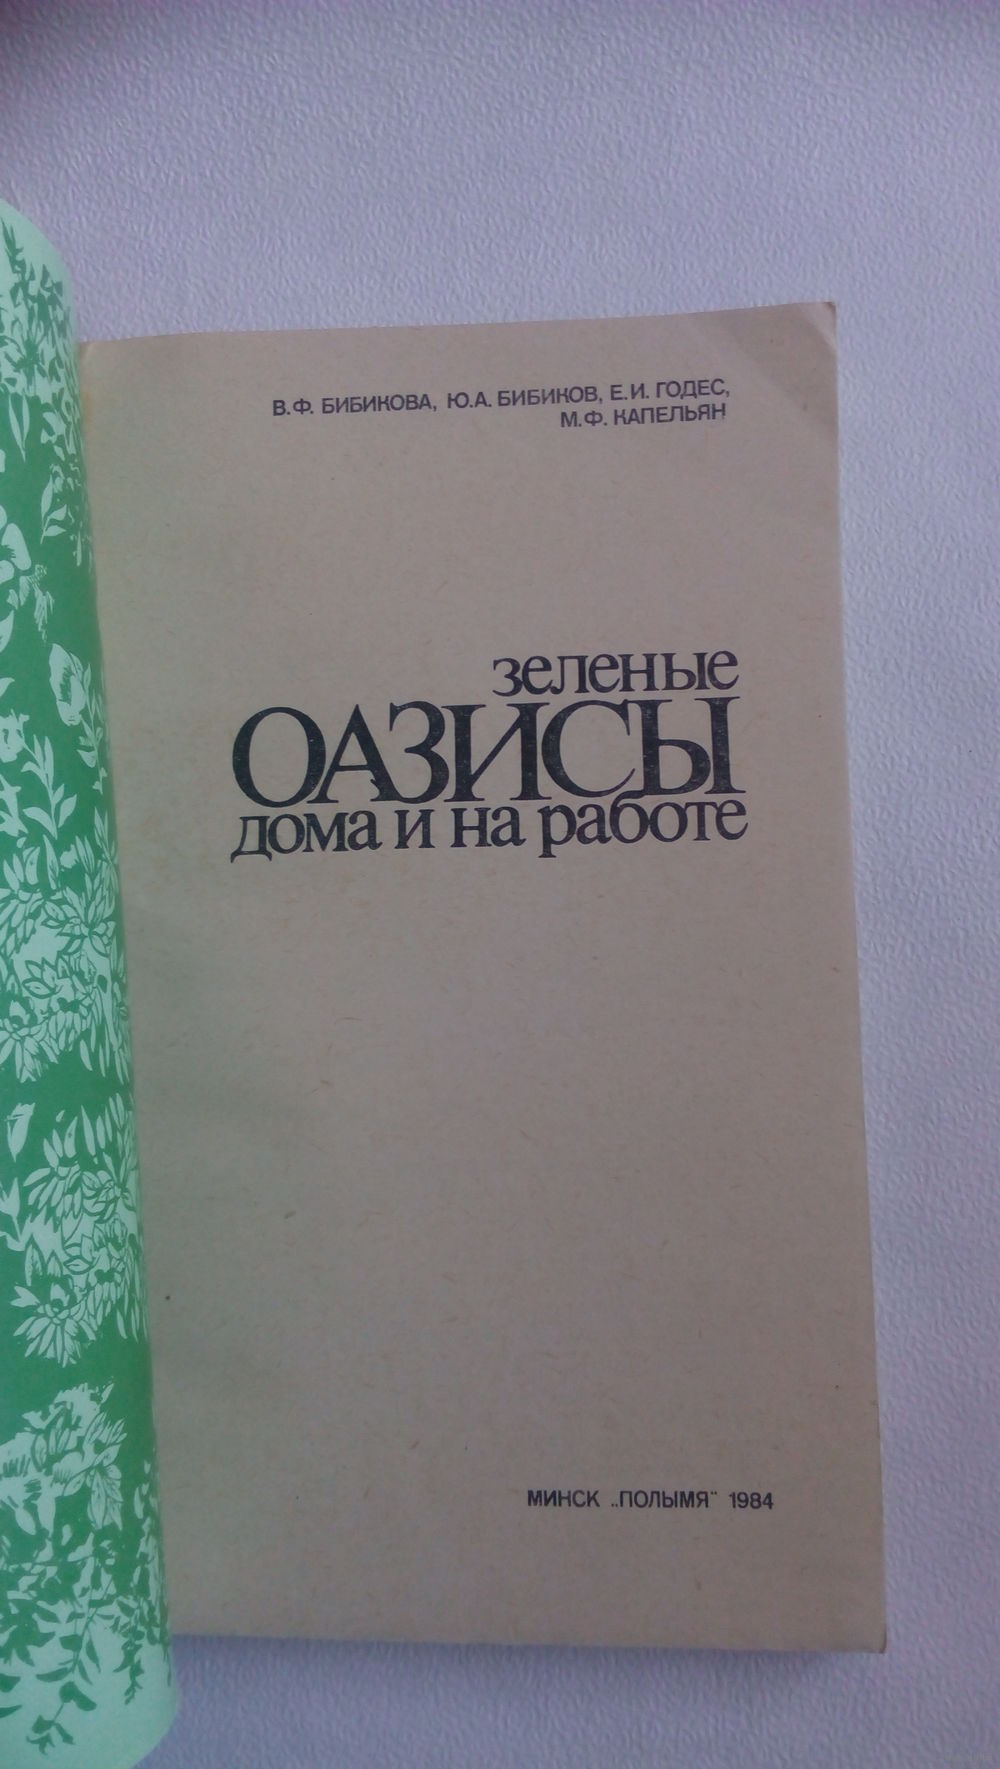 В.Ф. БИБИКОВА, Ю.А. БИБИКОВ, Е.И. ГОДЕС,
М.Ф. КАПЕЛЬЯН
зеленые
ОАЗИСЫ
дома и на работе
МИНСК „ПОЛЫМЯ“ 1984